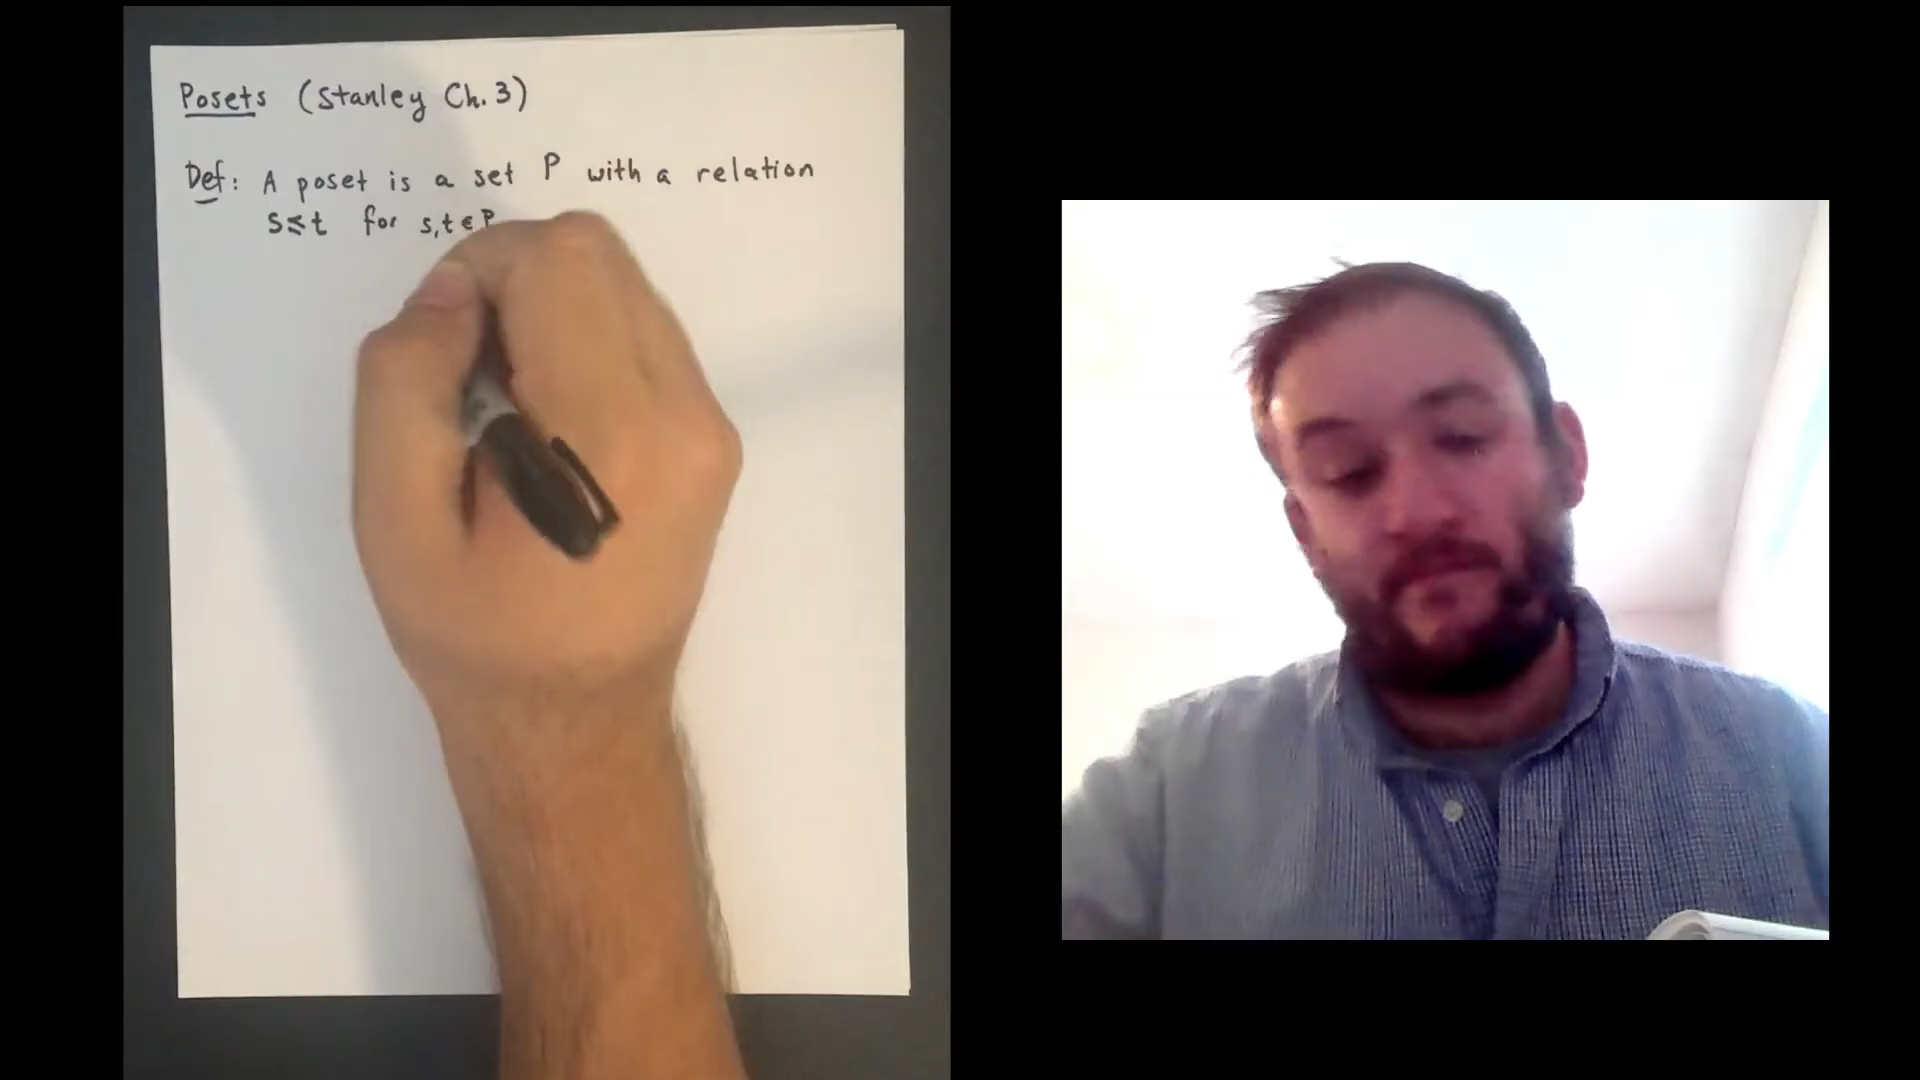 Posets (Stanley Ch. 3)
Def: A poset is a set P with a relation
s ⩽ t for s, t ∈ P